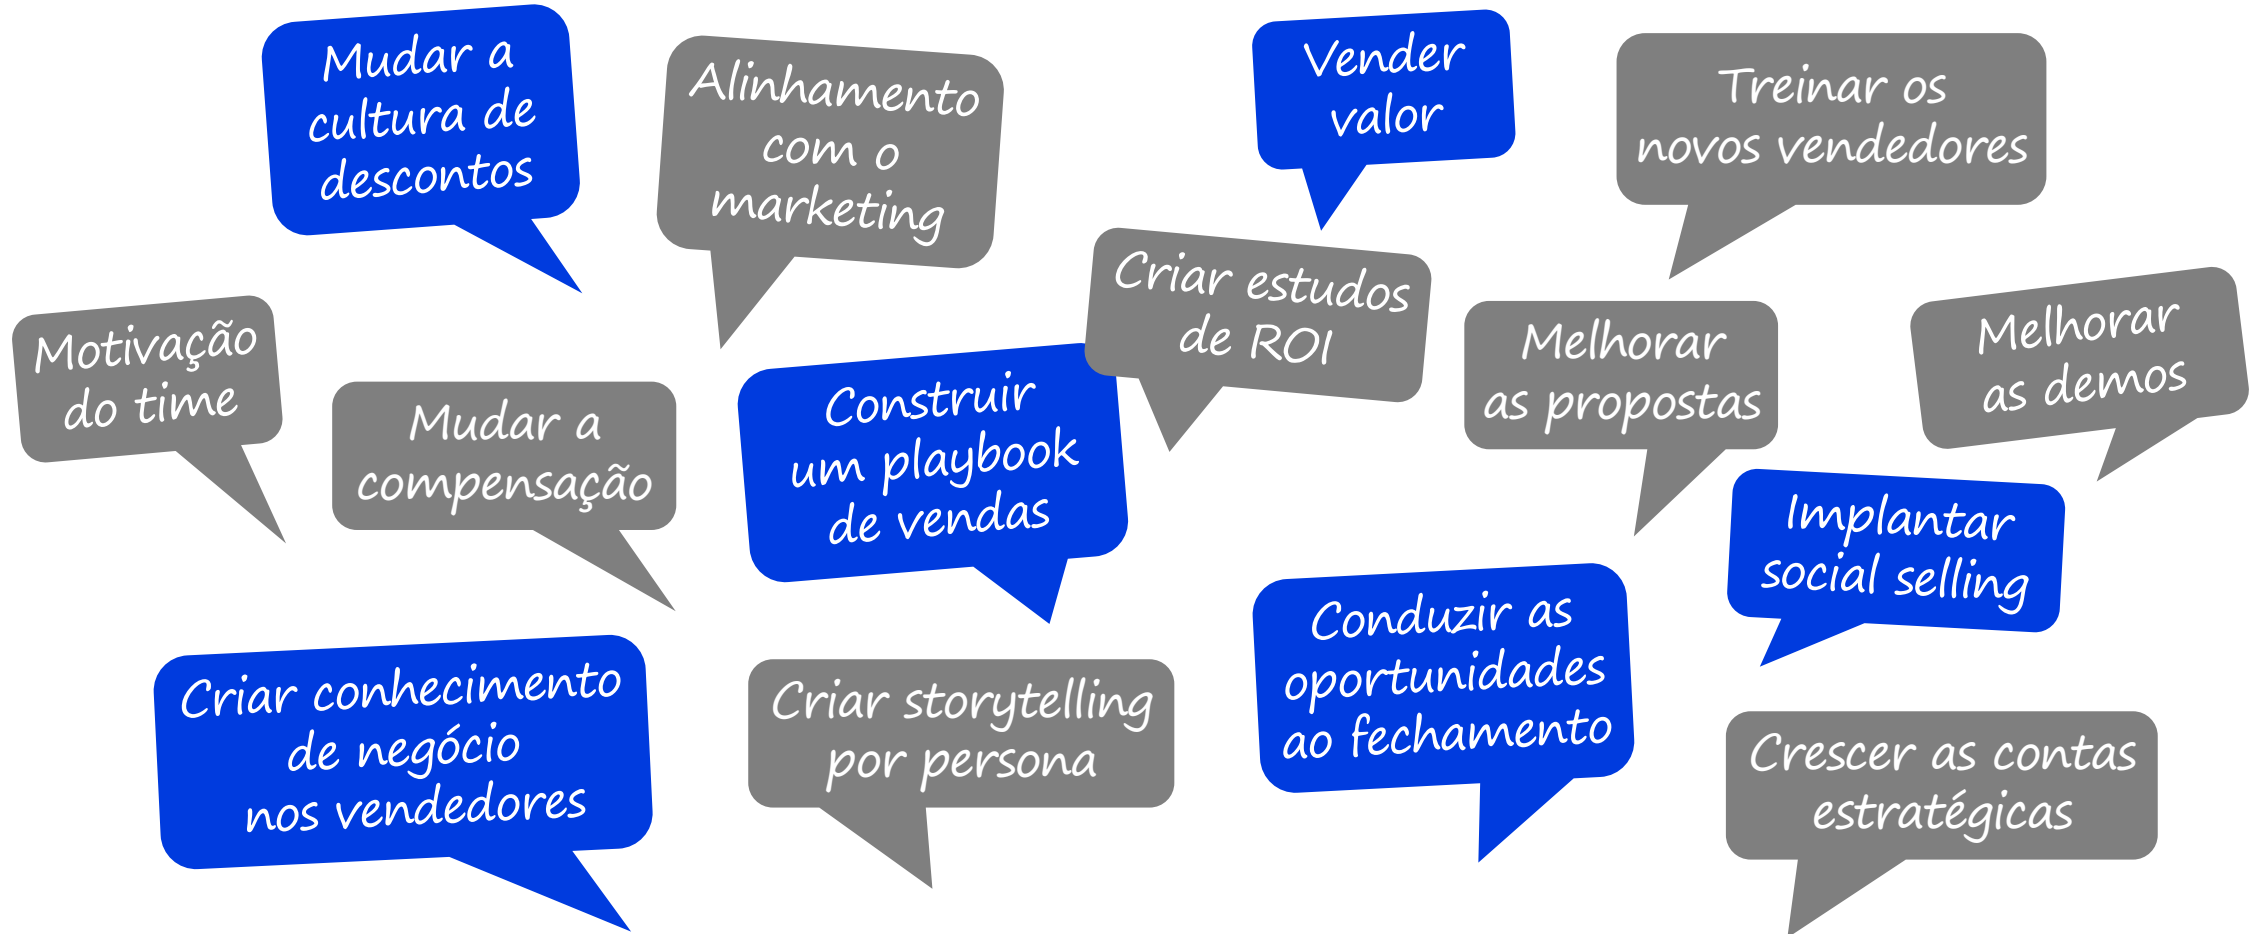 Mudar a
cultura de
descontos
Alinhamento
com o
marketing
Vender
valor
Treinar os
novos vendedores
Motivação
do time
Mudar a
compensação
Construir
um playbook
de vendas
Criar estudos
de ROI
Melhorar
as propostas
Melhorar
as demos
Implantar
social selling
Criar conhecimento
de negócio
nos vendedores
Criar storytelling
por persona
Conduzir as
oportunidades
ao fechamento
Crescer as contas
estratégicas